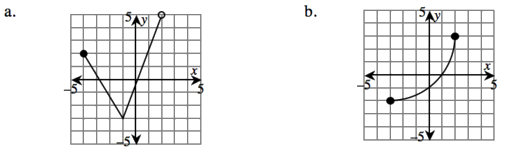 a. b.
5 y 5 y
x x
–5 5 –5 5
–5 –5